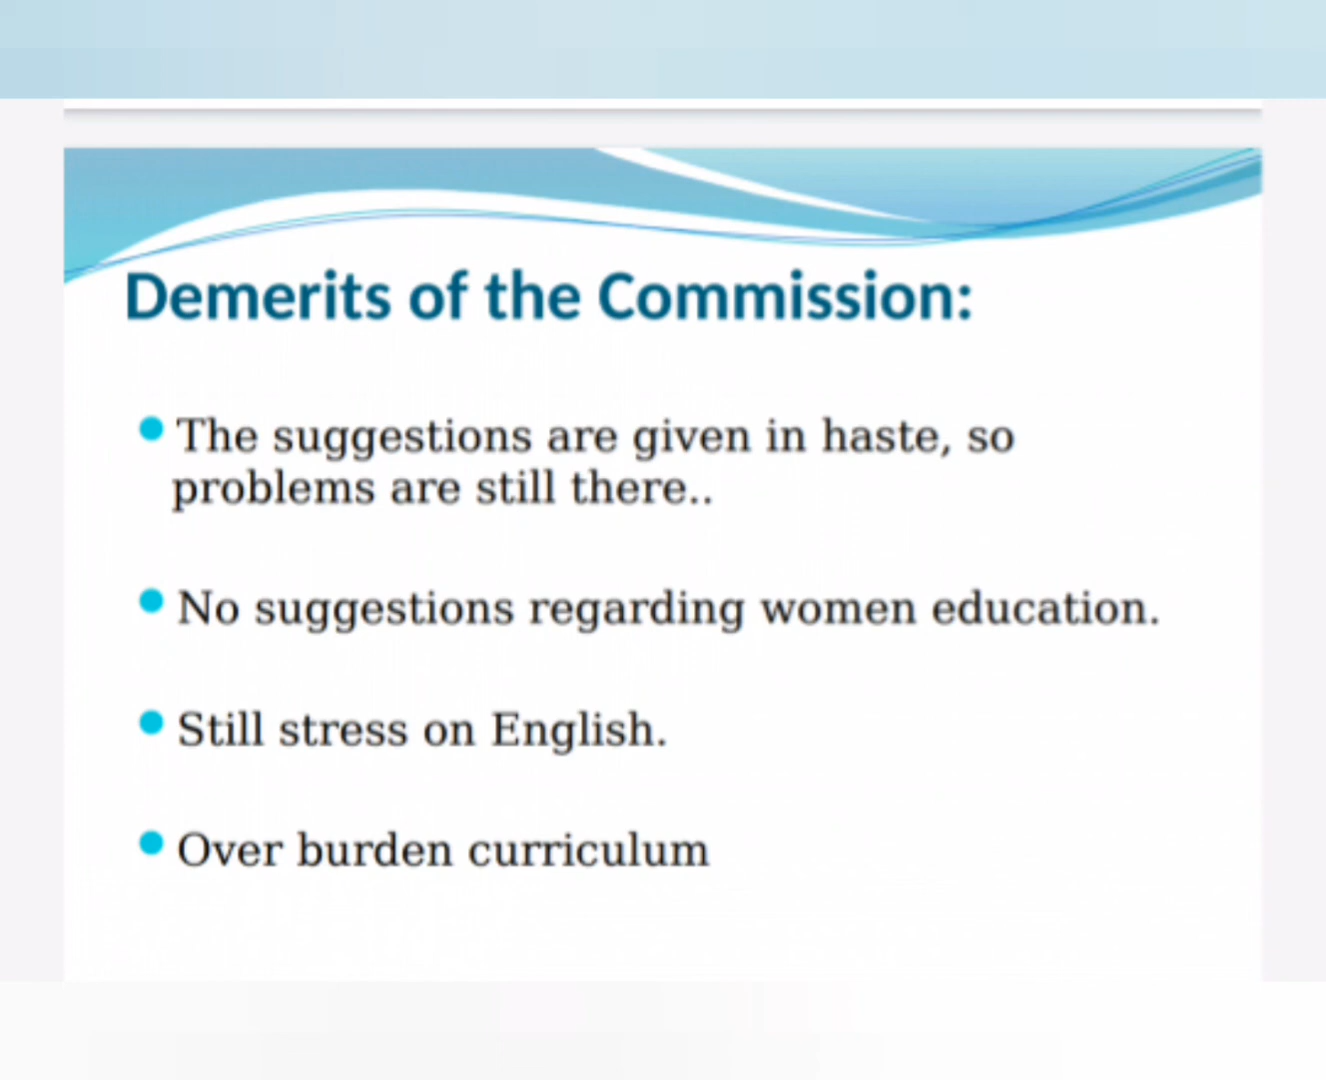 Demerits of the Commission:
The suggestions are given in haste, so
problems are still there..
No suggestions regarding women education.
Still stress on English.
Over burden curriculum